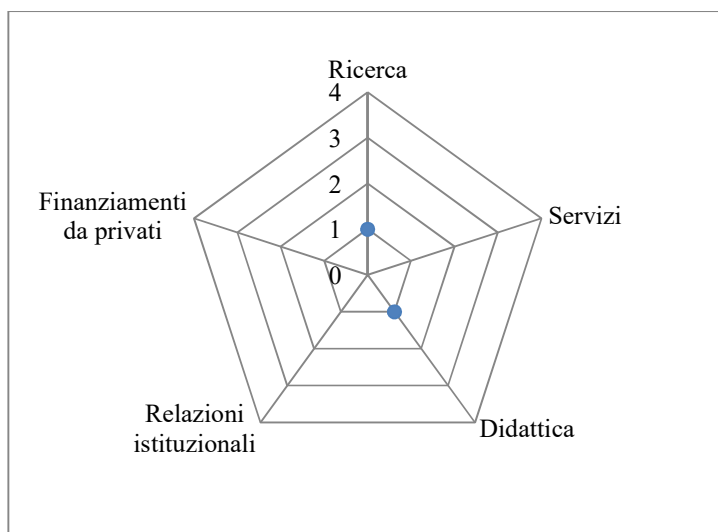 Ricerca
4
3
2
1
0
Servizi
Didattica
Relazioni
istituzionali
Finanziamenti
da privati